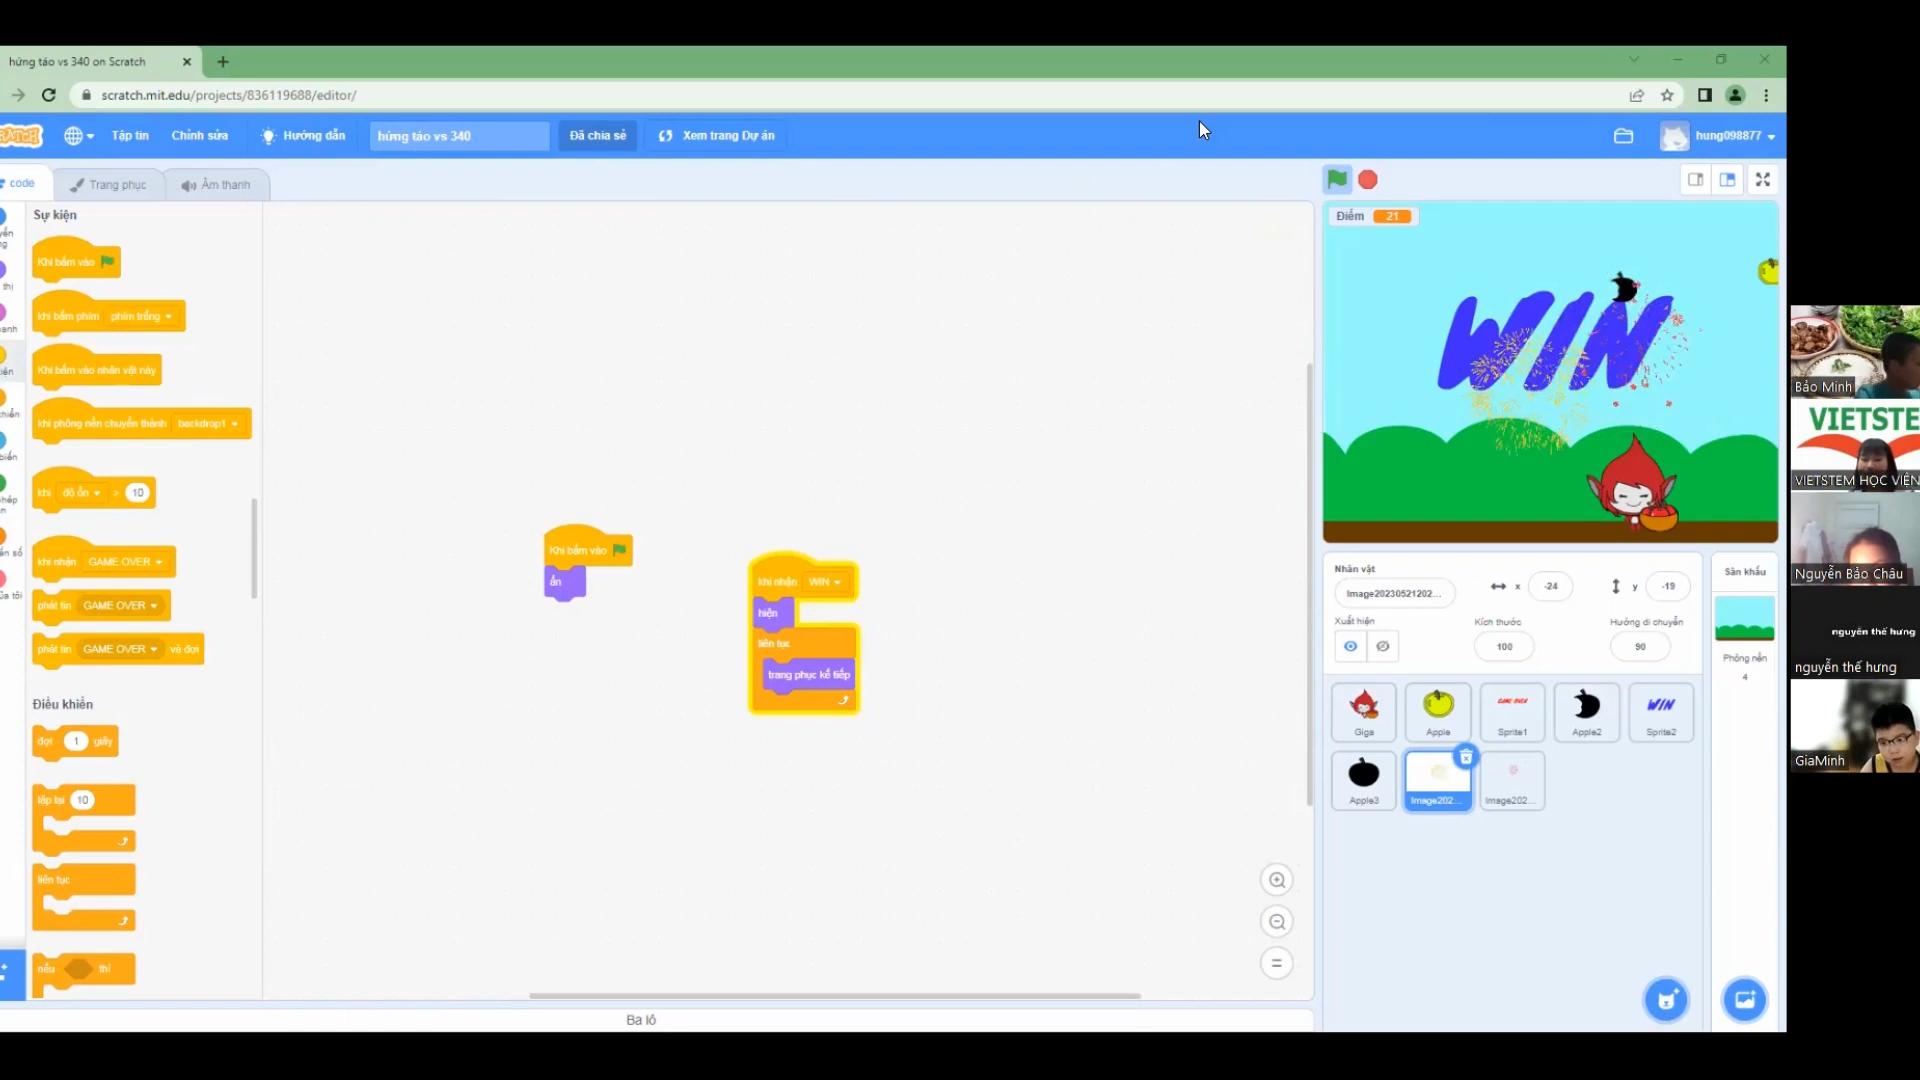 hứng táo vs 340 on Scratch
scratch.mit.edu/projects/836119688/editor/
Tập tin
Chỉnh sửa
Hướng dẫn
hứng táo vs 340
Đã chia sẻ
Xem trang Dự án
hung098877
code
Trang phục
Âm thanh
Sự kiện
Khi bấm vào
khi bấm phím phím trắng
Khi bấm vào nhân vật này
khi phông nền chuyển thành backdrop1
khi độ ồn > 10
khi nhận GAME OVER
phát tin GAME OVER
phát tin GAME OVER và đợi
Điều khiển
đợi 1 giây
lặp lại 10
liên tục
nếu thì
Khi bấm vào
ẩn
khi nhận WIN
hiện
liên tục
trang phục kế tiếp
Ba lô
Điểm 21
WIN
Nhân vật
Image20230521202...
x -24
y -19
Xuất hiện
Kích thước
100
Hướng di chuyển
90
Sân khấu
Phông nền
4
Giga
Apple
GAME OVER
Sprite1
Apple2
WIN
Sprite2
Apple3
Image202...
Image202...
Bảo Minh
VIETSTE
VIETSTEM HỌC VIỆN
Nguyễn Bảo Châu
nguyễn thế hưng
nguyễn thế hưng
GiaMinh